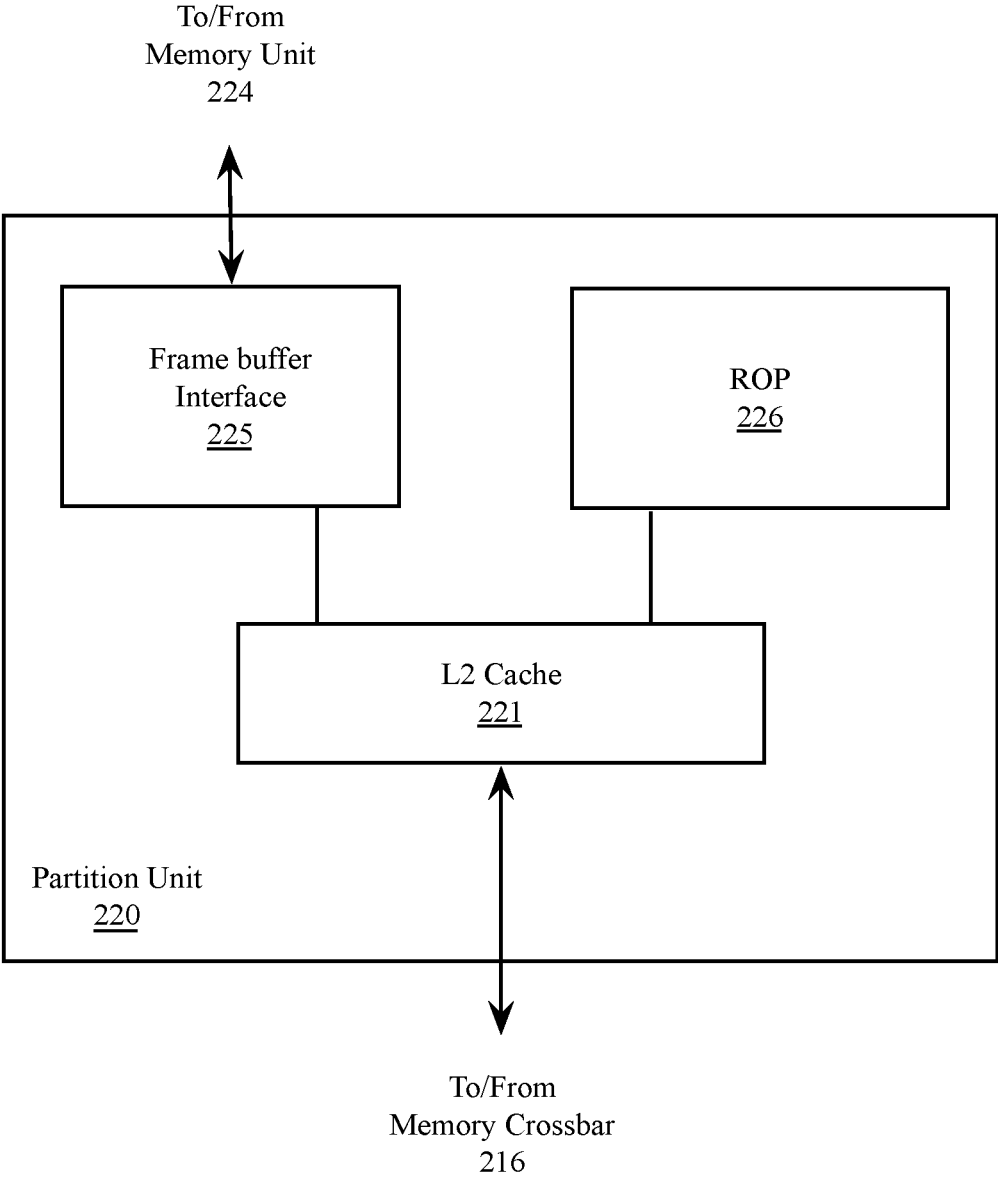 To/From
Memory Unit
224
Frame buffer
Interface
225
ROP
226
L2 Cache
221
Partition Unit
220
To/From
Memory Crossbar
216